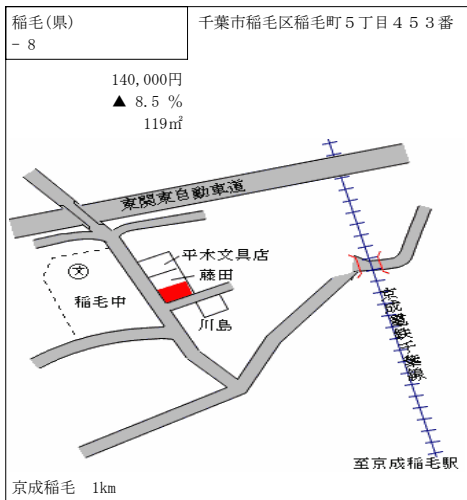 稲毛(県)
- 8
千葉市稲毛区稲毛町５丁目４５３番
140,000円
▲ 8.5 %
119㎡
東関東自動車道
平木文具店
藤田
文
稲毛中
川島
京成電鉄千葉線
至京成稲毛駅
京成稲毛 1km